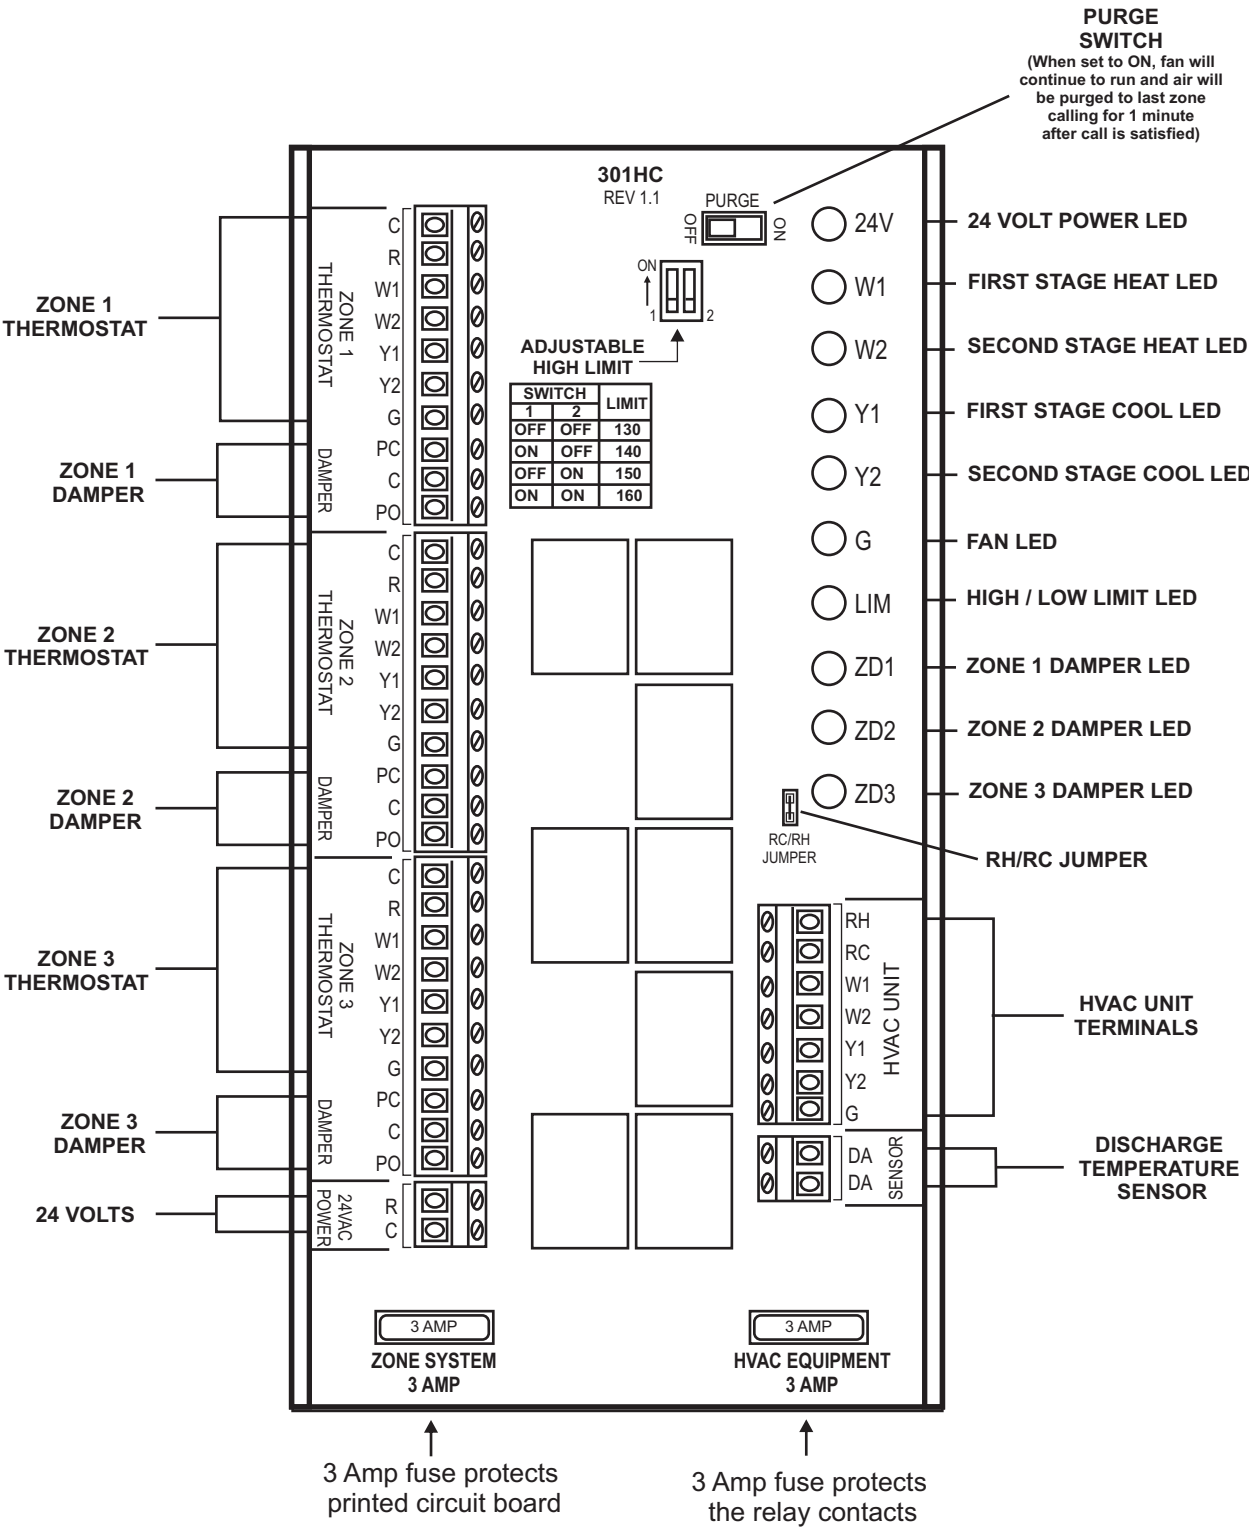 PURGE
SWITCH
(When set to ON, fan will
continue to run and air will
be purged to last zone
calling for 1 minute
after call is satisfied)
301HC
REV 1.1
PURGE
OFF
ON
ON
1
2
ADJUSTABLE
HIGH LIMIT
SWITCH LIMIT
1 2
OFF OFF 130
ON OFF 140
OFF ON 150
ON ON 160
ZONE 1
THERMOSTAT
ZONE 1
THERMOSTAT
C
R
W1
W2
Y1
Y2
G
ZONE 1
DAMPER
DAMPER
PC
C
PO
ZONE 2
THERMOSTAT
ZONE 2
THERMOSTAT
C
R
W1
W2
Y1
Y2
G
ZONE 2
DAMPER
DAMPER
PC
C
PO
ZONE 3
THERMOSTAT
ZONE 3
THERMOSTAT
C
R
W1
W2
Y1
Y2
G
ZONE 3
DAMPER
DAMPER
PC
C
PO
24 VOLTS
24VAC
POWER
R
C
24V 24 VOLT POWER LED
W1 FIRST STAGE HEAT LED
W2 SECOND STAGE HEAT LED
Y1 FIRST STAGE COOL LED
Y2 SECOND STAGE COOL LED
G FAN LED
LIM HIGH / LOW LIMIT LED
ZD1 ZONE 1 DAMPER LED
ZD2 ZONE 2 DAMPER LED
ZD3 ZONE 3 DAMPER LED
RC/RH
JUMPER
RH/RC JUMPER
RH
RC
W1
W2
Y1
Y2
G
HVAC UNIT
HVAC UNIT
TERMINALS
DA
DA
SENSOR
DISCHARGE
TEMPERATURE
SENSOR
3 AMP
ZONE SYSTEM
3 AMP
3 AMP
HVAC EQUIPMENT
3 AMP
3 Amp fuse protects
printed circuit board
3 Amp fuse protects
the relay contacts